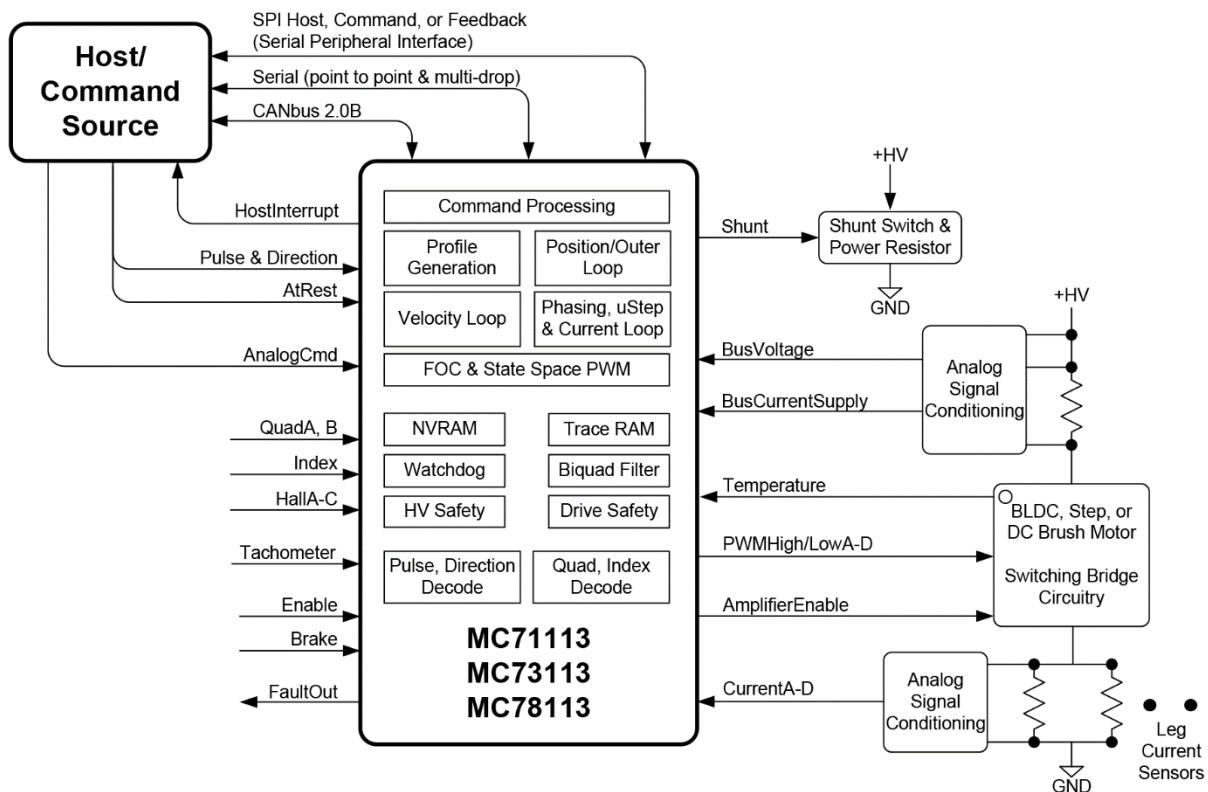 SPI Host, Command, or Feedback
(Serial Peripheral Interface)
Host/
Command
Source
Serial (point to point & multi-drop)
CANbus 2.0B
HostInterrupt
Pulse & Direction
AtRest
AnalogCmd
QuadA, B
Index
HallA-C
Tachometer
Enable
Brake
FaultOut
Command Processing
Profile
Generation
Position/Outer
Loop
Velocity Loop
Phasing, uStep
& Current Loop
FOC & State Space PWM
NVRAM
Trace RAM
Watchdog
Biquad Filter
HV Safety
Drive Safety
Pulse, Direction
Decode
Quad, Index
Decode
MC71113
MC73113
MC78113
Shunt
BusVoltage
BusCurrentSupply
Temperature
PWMHigh/LowA-D
AmplifierEnable
CurrentA-D
+HV
Shunt Switch &
Power Resistor
GND
+HV
Analog
Signal
Conditioning
BLDC, Step, or
DC Brush Motor
Switching Bridge
Circuitry
Analog
Signal
Conditioning
Leg
Current
Sensors
GND